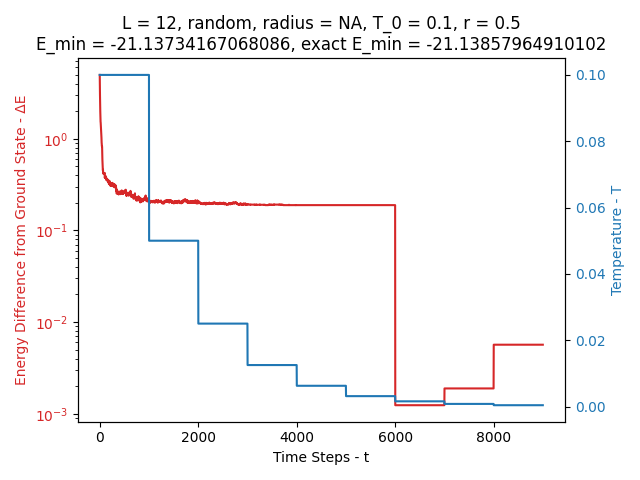 L = 12, random, radius = NA, T_0 = 0.1, r = 0.5
E_min = -21.13734167068086, exact E_min = -21.13857964910102
Energy Difference from Ground State - ΔE
10⁰
10⁻¹
10⁻²
10⁻³
0.10
0.08
0.06
0.04
0.02
0.00
Temperature - T
0 2000 4000 6000 8000
Time Steps - t